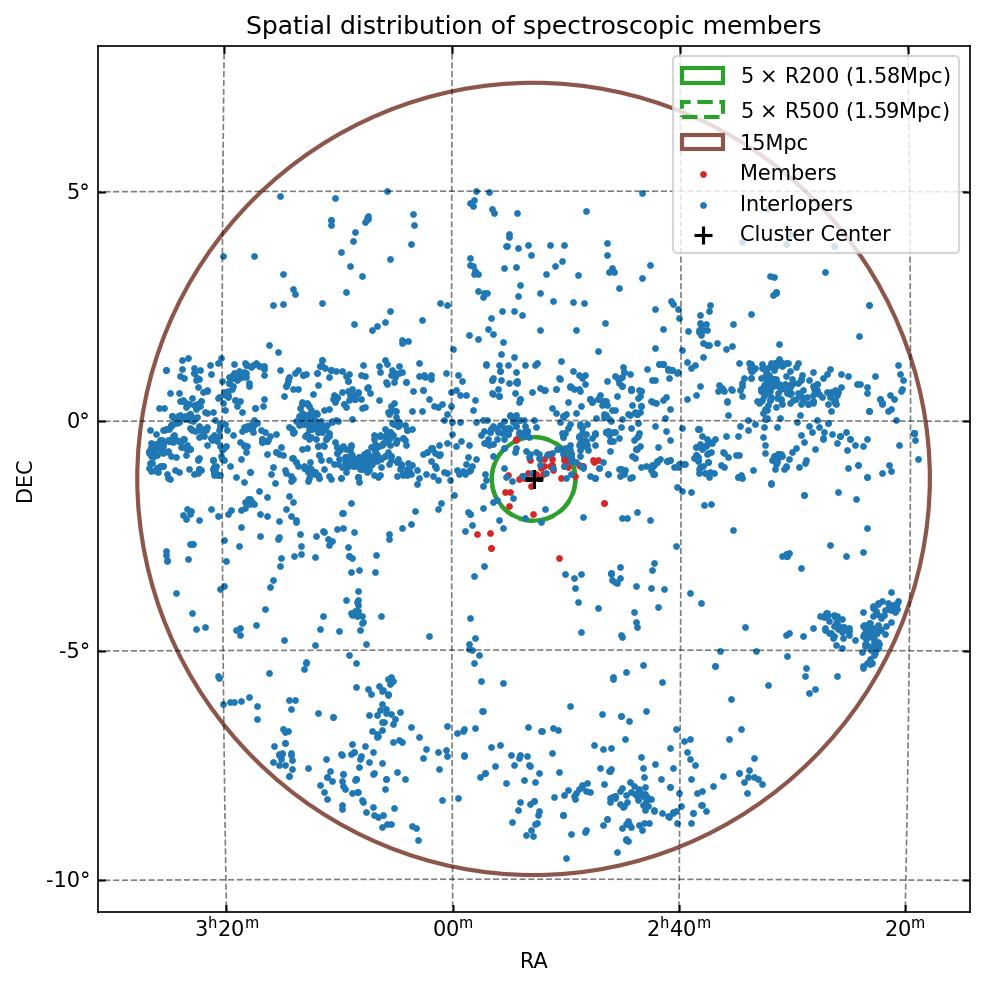 Spatial distribution of spectroscopic members
5 × R200 (1.58Mpc)
5 × R500 (1.59Mpc)
15Mpc
Members
Interlopers
Cluster Center
5°
0°
-5°
-10°
DEC
3ʰ20ᵐ 00ᵐ 2ʰ40ᵐ 20ᵐ
RA